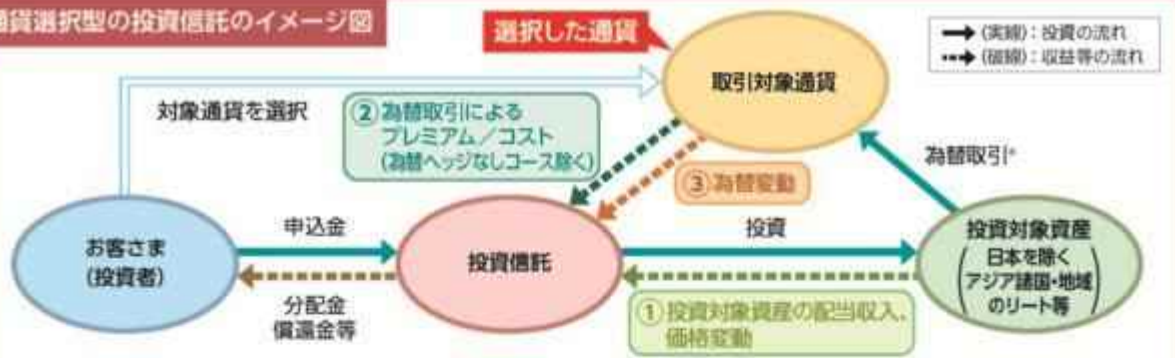 通貨選択型の投資信託のイメージ図
選択した通貨
(実線)：投資の流れ
(破線)：収益等の流れ
取引対象通貨
対象通貨を選択
②為替取引による
プレミアム／コスト
(為替ヘッジなしコース除く)
為替取引*
③為替変動
お客さま
(投資者)
申込金
分配金
償還金等
投資信託
投資
①投資対象資産の配当収入、
価格変動
投資対象資産
(日本を除く
アジア諸国・地域
のリート等)